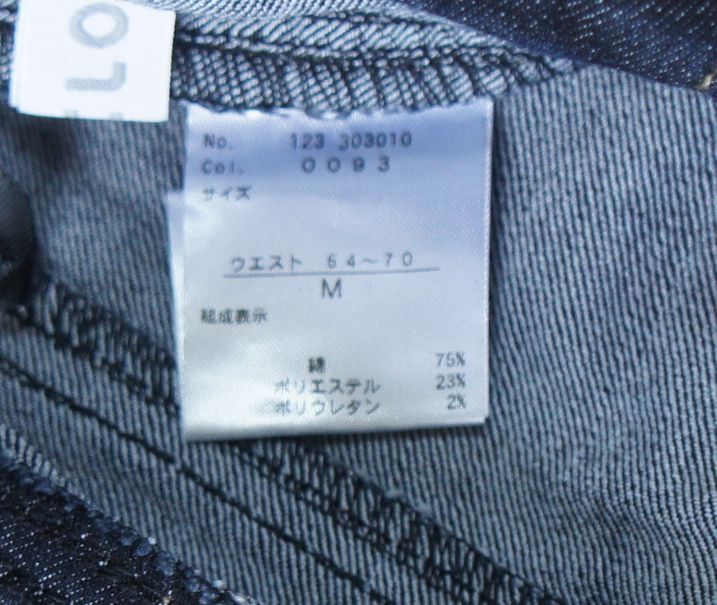 No. 123 303010
Col. 0093
サイズ
ウエスト 64～70
M
組成表示
綿 75%
ポリエステル 23%
ポリウレタン 2%